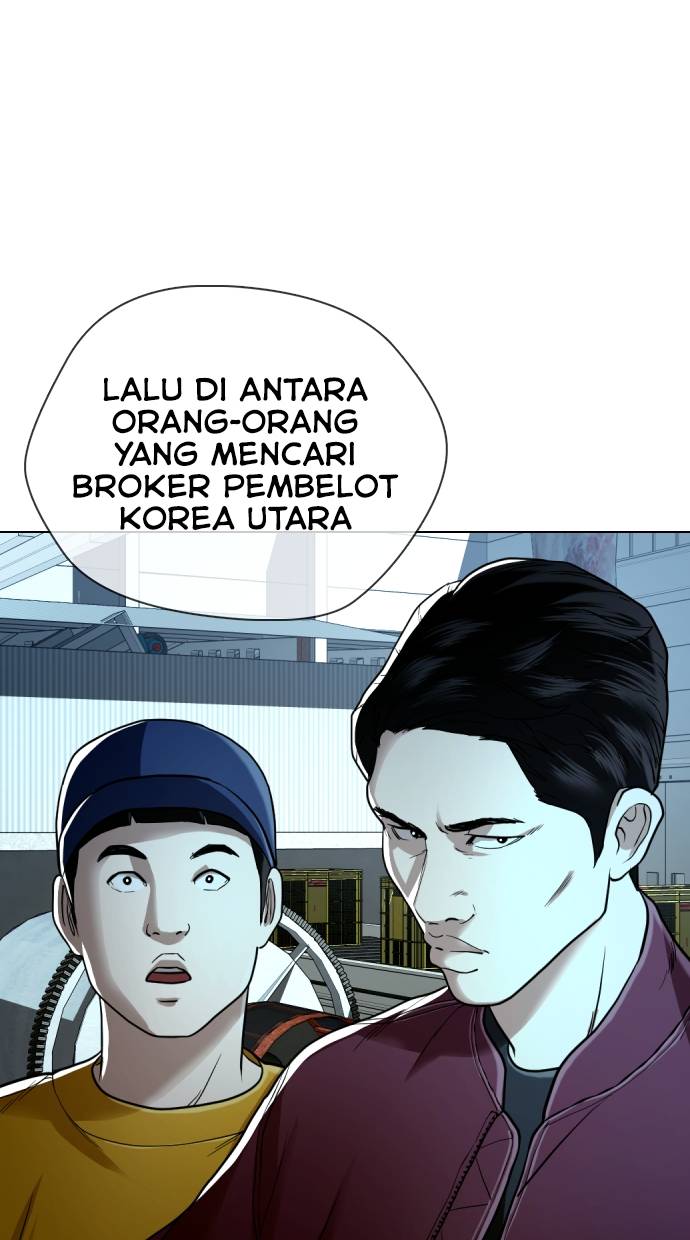 LALU DI ANTARA
ORANG-ORANG
YANG MENCARI
BROKER PEMBELOT
KOREA UTARA